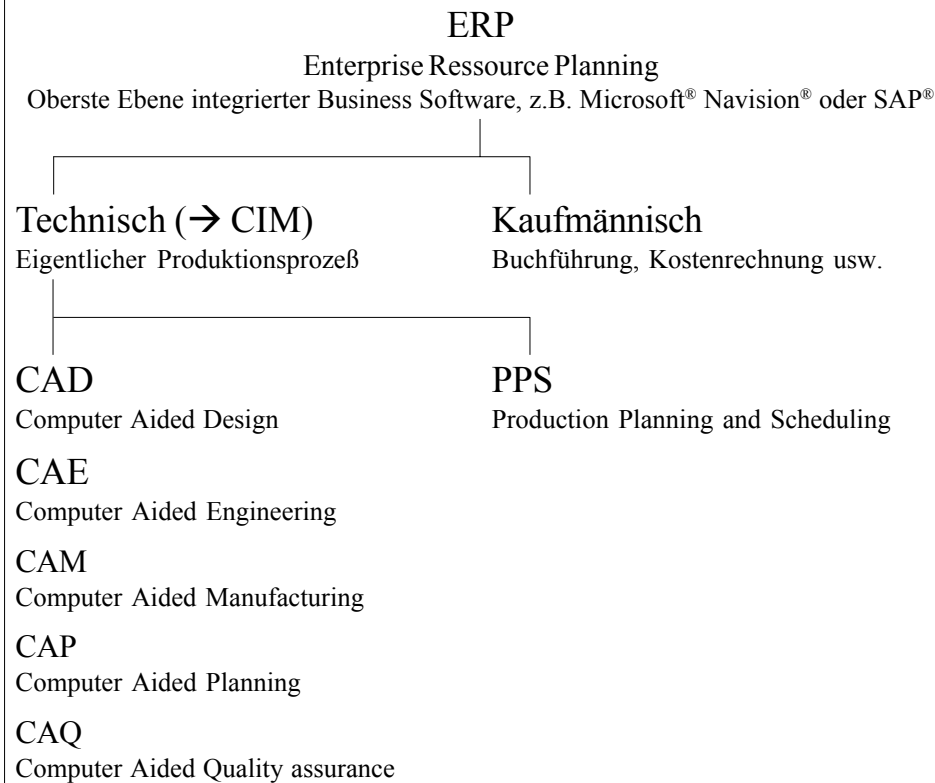 ERP
Enterprise Ressource Planning
Oberste Ebene integrierter Business Software, z.B. Microsoft® Navision® oder SAP®
Technisch (→ CIM)
Eigentlicher Produktionsprozeß
Kaufmännisch
Buchführung, Kostenrechnung usw.
CAD
Computer Aided Design
PPS
Production Planning and Scheduling
CAE
Computer Aided Engineering
CAM
Computer Aided Manufacturing
CAP
Computer Aided Planning
CAQ
Computer Aided Quality assurance